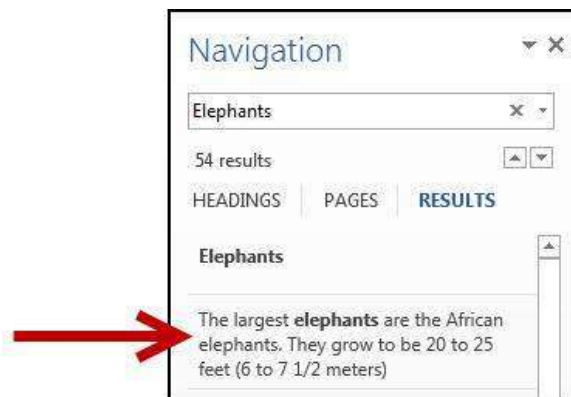 Navigation
Elephants
54 results
HEADINGS PAGES RESULTS
Elephants
The largest elephants are the African
elephants. They grow to be 20 to 25
feet (6 to 7 1/2 meters)